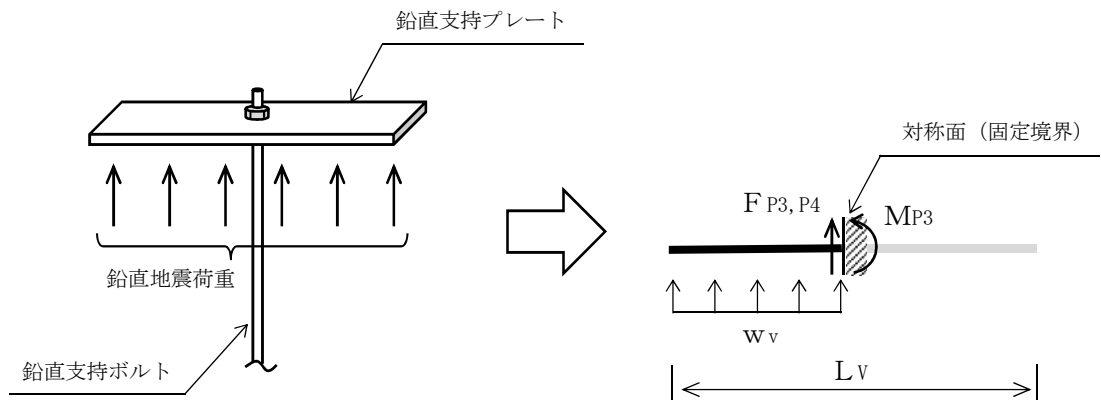 鉛直支持プレート
対称面（固定境界）
F P3, P4
MP3
鉛直地震荷重
wv
鉛直支持ボルト
LV